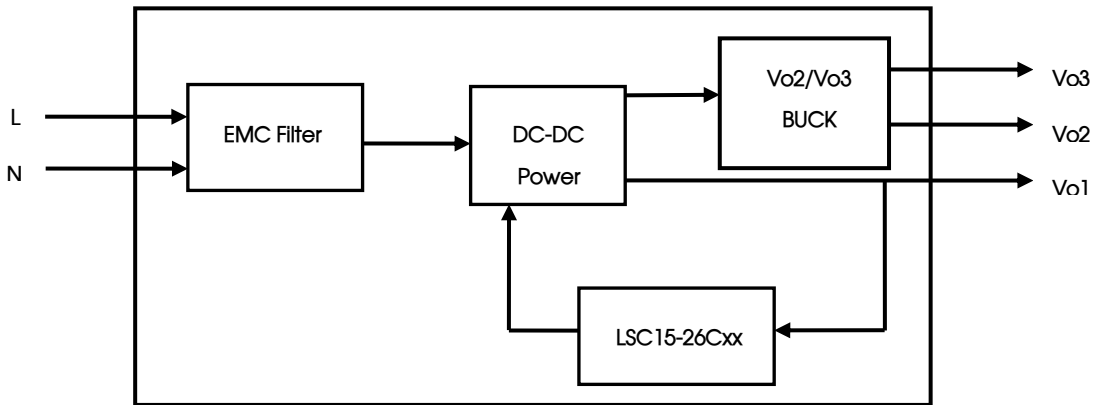 L
N
EMC Filter
DC-DC
Power
Vo2/Vo3
BUCK
LSC15-26Cxx
Vo3
Vo2
Vo1